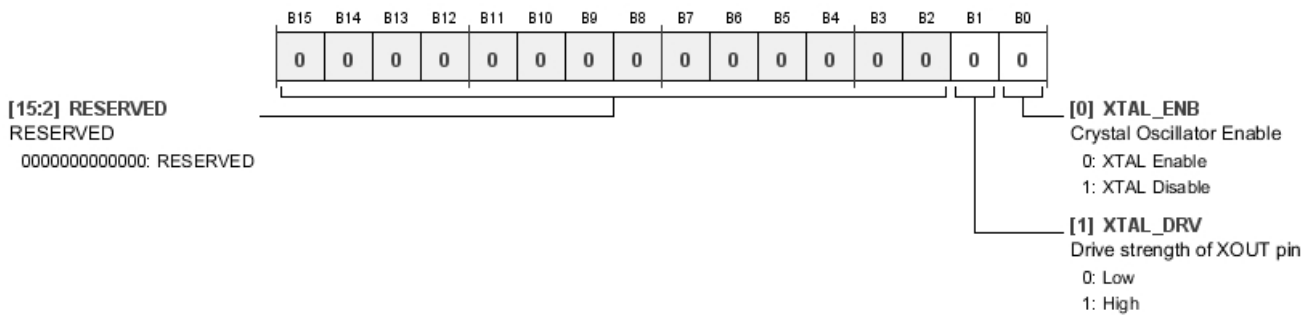 B15 B14 B13 B12 B11 B10 B9 B8 B7 B6 B5 B4 B3 B2 B1 B0
0 0 0 0 0 0 0 0 0 0 0 0 0 0 0 0
[15:2] RESERVED
RESERVED
0000000000000: RESERVED
[0] XTAL_ENB
Crystal Oscillator Enable
0: XTAL Enable
1: XTAL Disable
[1] XTAL_DRV
Drive strength of XOUT pin
0: Low
1: High